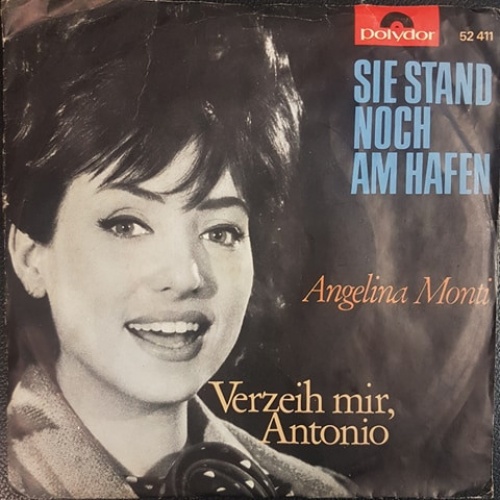 Polydor
52 411
SIE STAND
NOCH
AM HAFEN
Angelina Monti
Verzeih mir,
Antonio